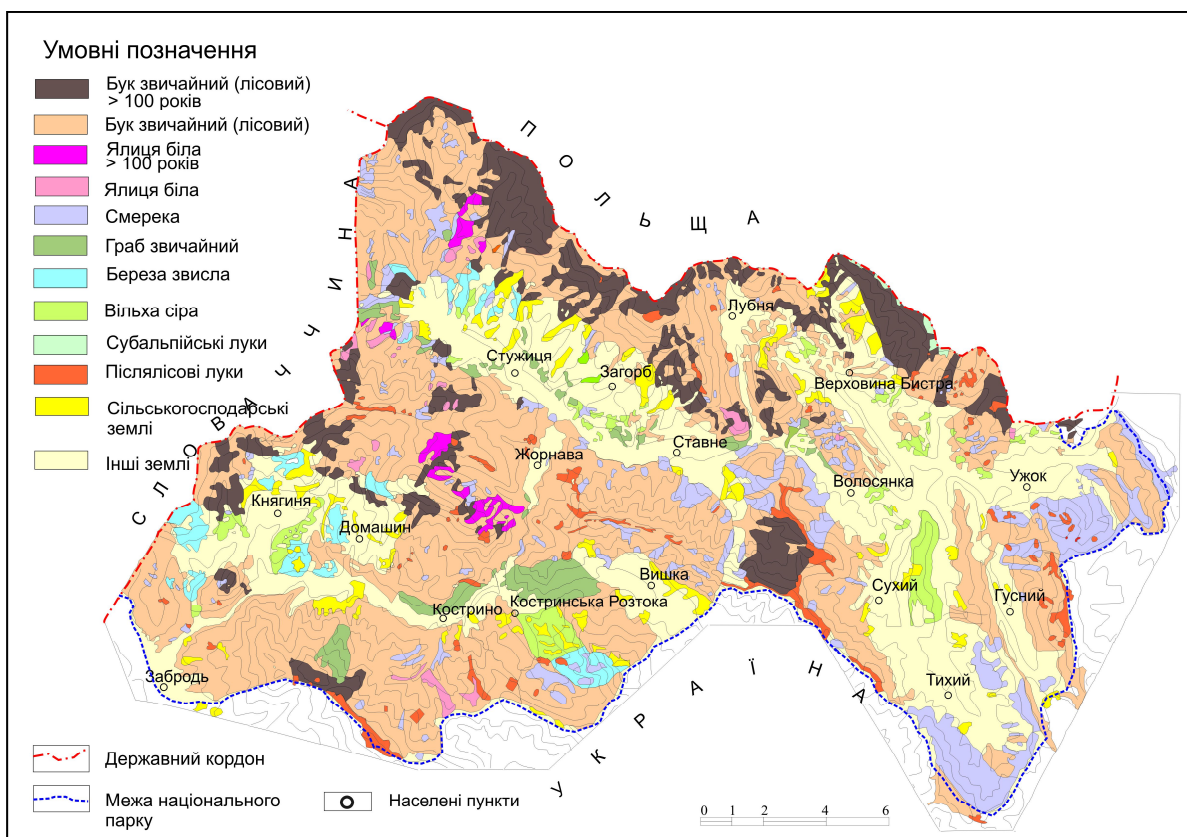 Умовні позначення
Бук звичайний (лісовий)
> 100 років
Бук звичайний (лісовий)
Ялиця біла
> 100 років
Ялиця біла
Смерека
Граб звичайний
Береза звисла
Вільха сіра
Субальпійські луки
Післялісові луки
Сільськогосподарські
землі
Інші землі
СЛОВАЧЧИНА
ПОЛЬЩА
УКРАЇНА
Лубня
Стужиця
Загорб
Верховина Бистра
Ставне
Жорнава
Волосянка
Ужок
Княгиня
Домашин
Вишка
Сухий
Гусний
Кострино
Костринська Розтока
Забродь
Тихий
Державний кордон
Межа національного
парку
Населені пункти
0 1 2 4 6